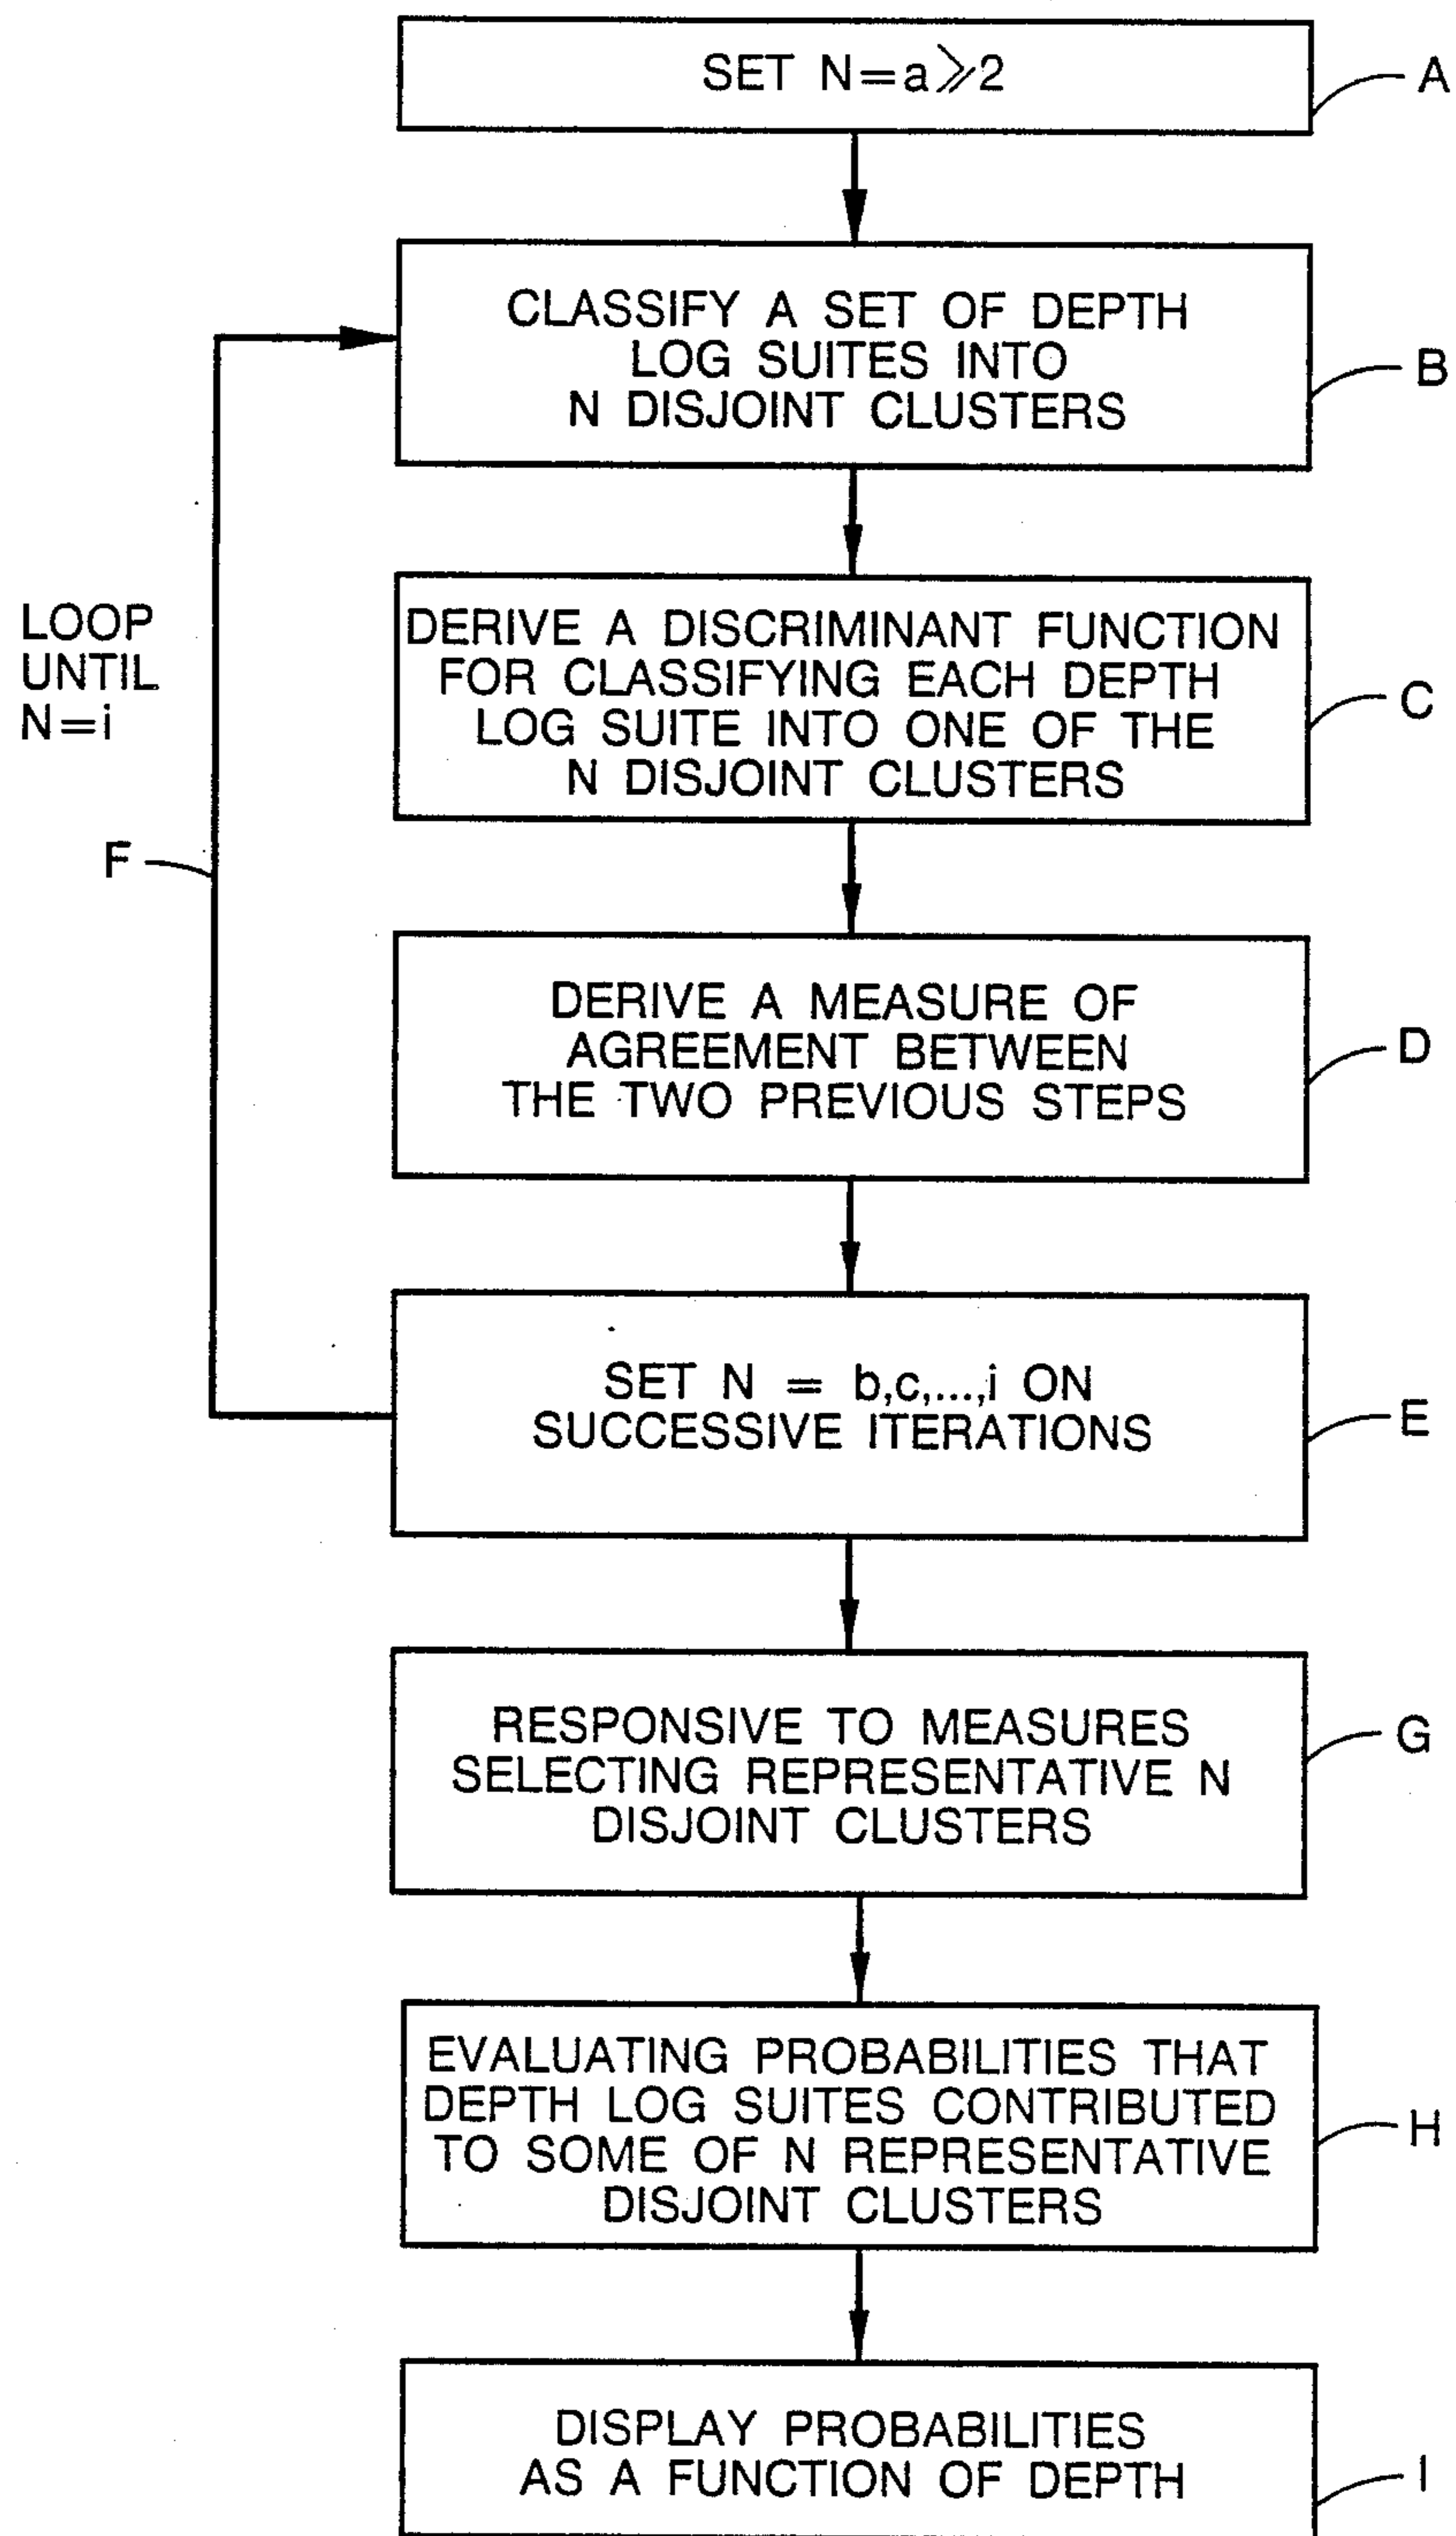 SET N=a⩾2
A
CLASSIFY A SET OF DEPTH
LOG SUITES INTO
N DISJOINT CLUSTERS
B
DERIVE A DISCRIMINANT FUNCTION
FOR CLASSIFYING EACH DEPTH
LOG SUITE INTO ONE OF THE
N DISJOINT CLUSTERS
C
LOOP
UNTIL
N=i
F
DERIVE A MEASURE OF
AGREEMENT BETWEEN
THE TWO PREVIOUS STEPS
D
SET N = b,c,...,i ON
SUCCESSIVE ITERATIONS
E
RESPONSIVE TO MEASURES
SELECTING REPRESENTATIVE N
DISJOINT CLUSTERS
G
EVALUATING PROBABILITIES THAT
DEPTH LOG SUITES CONTRIBUTED
TO SOME OF N REPRESENTATIVE
DISJOINT CLUSTERS
H
DISPLAY PROBABILITIES
AS A FUNCTION OF DEPTH
I